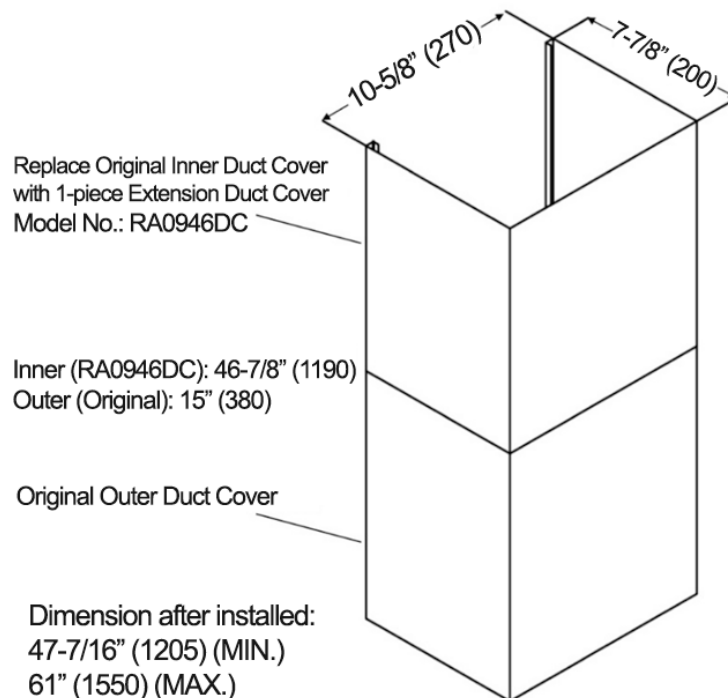 10-5/8” (270)
7-7/8” (200)
Replace Original Inner Duct Cover
with 1-piece Extension Duct Cover
Model No.: RA0946DC
Inner (RA0946DC): 46-7/8” (1190)
Outer (Original): 15” (380)
Original Outer Duct Cover
Dimension after installed:
47-7/16” (1205) (MIN.)
61” (1550) (MAX.)